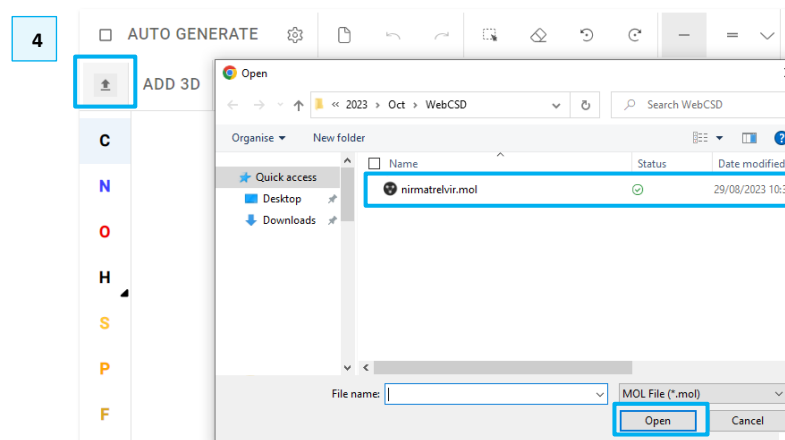 4
AUTO GENERATE
ADD 3D
C
N
O
H
S
P
F
Open
« 2023 › Oct › WebCSD
Search WebCSD
Organise
New folder
Quick access
Desktop
Downloads
Name
Status
Date modified
nirmatrelvir.mol
29/08/2023 10:3
File name:
MOL File (*.mol)
Open
Cancel